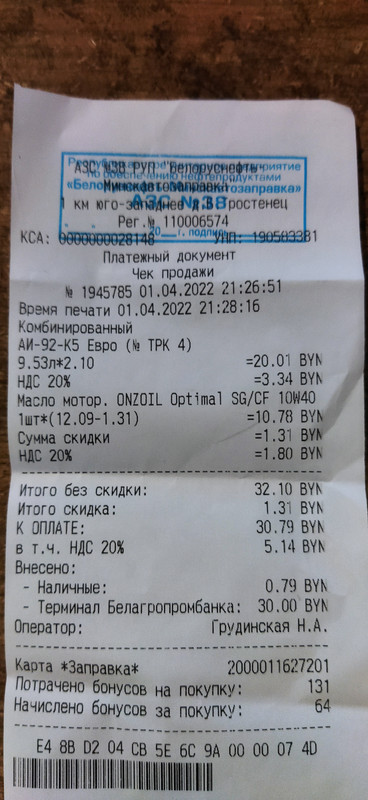 АЗС №38 РУП "Белоруснефть-
Минскавтозаправка"
1 км юго-западнее д.Б.Тростенец
Рег.№ 110006574
КСА: 0000000028148 УНП: 190583381
Платежный документ
Чек продажи
№ 1945785 01.04.2022 21:26:51
Время печати 01.04.2022 21:28:16
Комбинированный
АИ-92-К5 Евро (№ ТРК 4)
9.53л*2.10 =20.01 BYN
НДС 20% =3.34 BYN
Масло мотор. ONZOIL Optimal SG/CF 10W40
1шт*(12.09-1.31) =10.78 BYN
Сумма скидки =1.31 BYN
НДС 20% =1.80 BYN
Итого без скидки: 32.10 BYN
Итого скидка: 1.31 BYN
К ОПЛАТЕ: 30.79 BYN
в т.ч. НДС 20% 5.14 BYN
Внесено:
- Наличные: 0.79 BYN
- Терминал Белагропромбанка: 30.00 BYN
Оператор: Грудинская Н.А.
Карта *Заправка* 2000011627201
Потрачено бонусов на покупку: 131
Начислено бонусов за покупку: 64
E4 8B D2 04 CB 5E 6C 9A 00 00 07 4D